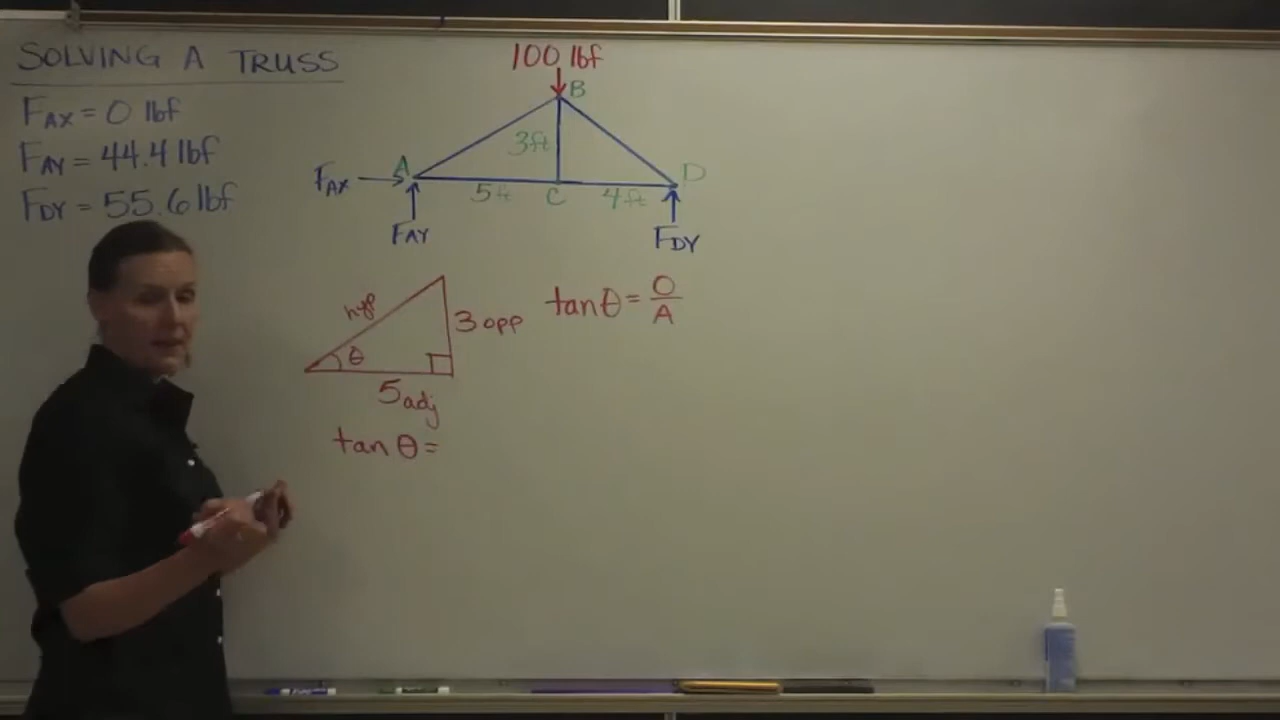 SOLVING A TRUSS
FAX = 0 lbf
FAY = 44.4 lbf
FDY = 55.6 lbf
100 lbf
B
3ft
A
D
FAX
5ft
C
4ft
FAY
FDY
hyp
3 opp
θ
5 adj
tan θ = O/A
tan θ =